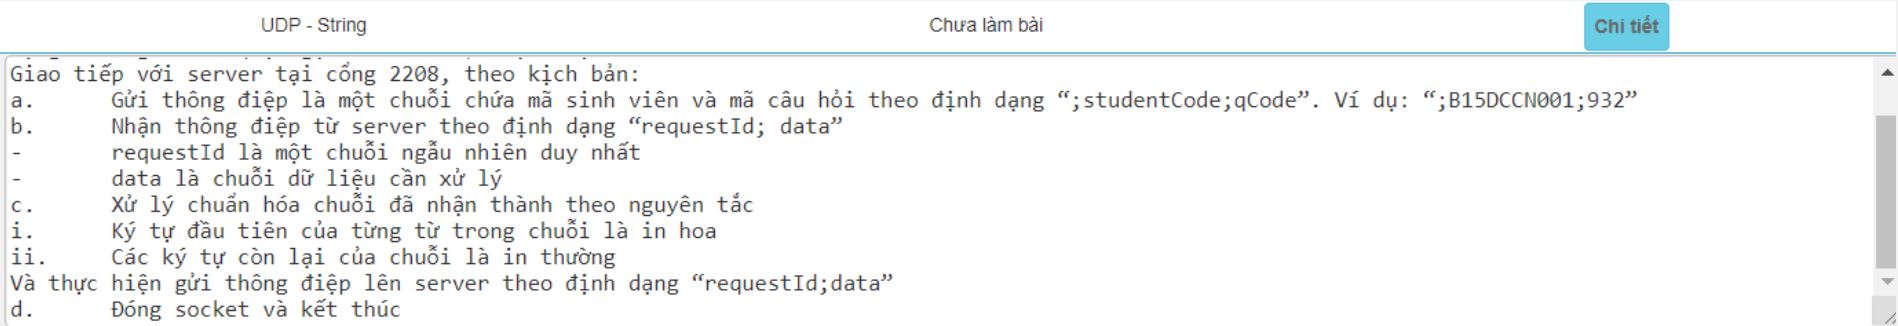 UDP - String Chưa làm bài Chi tiết
Giao tiếp với server tại cổng 2208, theo kịch bản:
a. Gửi thông điệp là một chuỗi chứa mã sinh viên và mã câu hỏi theo định dạng “;studentCode;qCode”. Ví dụ: “;B15DCCN001;932”
b. Nhận thông điệp từ server theo định dạng “requestId; data”
- requestId là một chuỗi ngẫu nhiên duy nhất
- data là chuỗi dữ liệu cần xử lý
c. Xử lý chuẩn hóa chuỗi đã nhận thành theo nguyên tắc
i. Ký tự đầu tiên của từng từ trong chuỗi là in hoa
ii. Các ký tự còn lại của chuỗi là in thường
Và thực hiện gửi thông điệp lên server theo định dạng “requestId;data”
d. Đóng socket và kết thúc